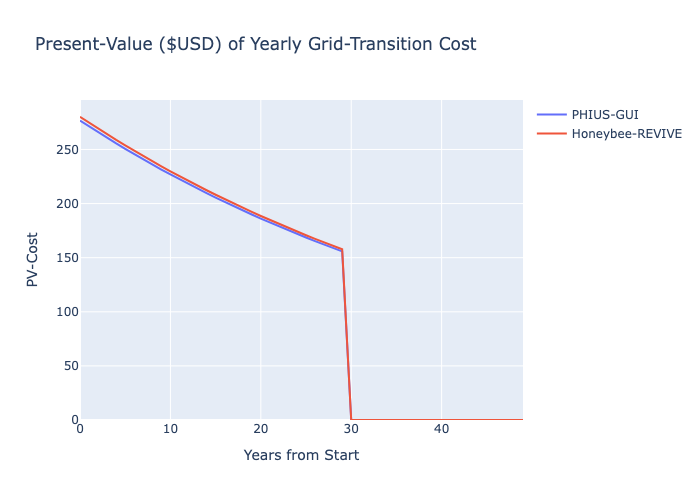 Present-Value ($USD) of Yearly Grid-Transition Cost
PHIUS-GUI
Honeybee-REVIVE
PV-Cost
250
200
150
100
50
0
0 10 20 30 40
Years from Start